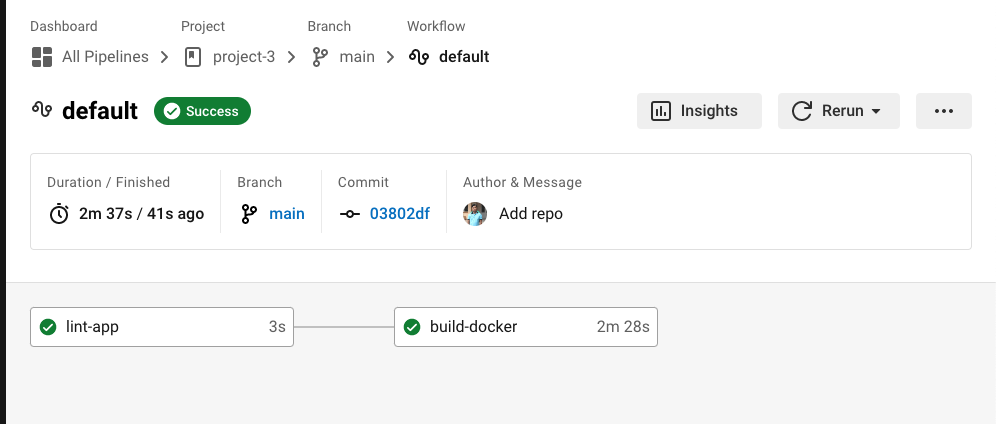 Dashboard Project Branch Workflow
All Pipelines project-3 main default
default Success Insights Rerun
Duration / Finished Branch Commit Author & Message
2m 37s / 41s ago main 03802df Add repo
lint-app 3s build-docker 2m 28s